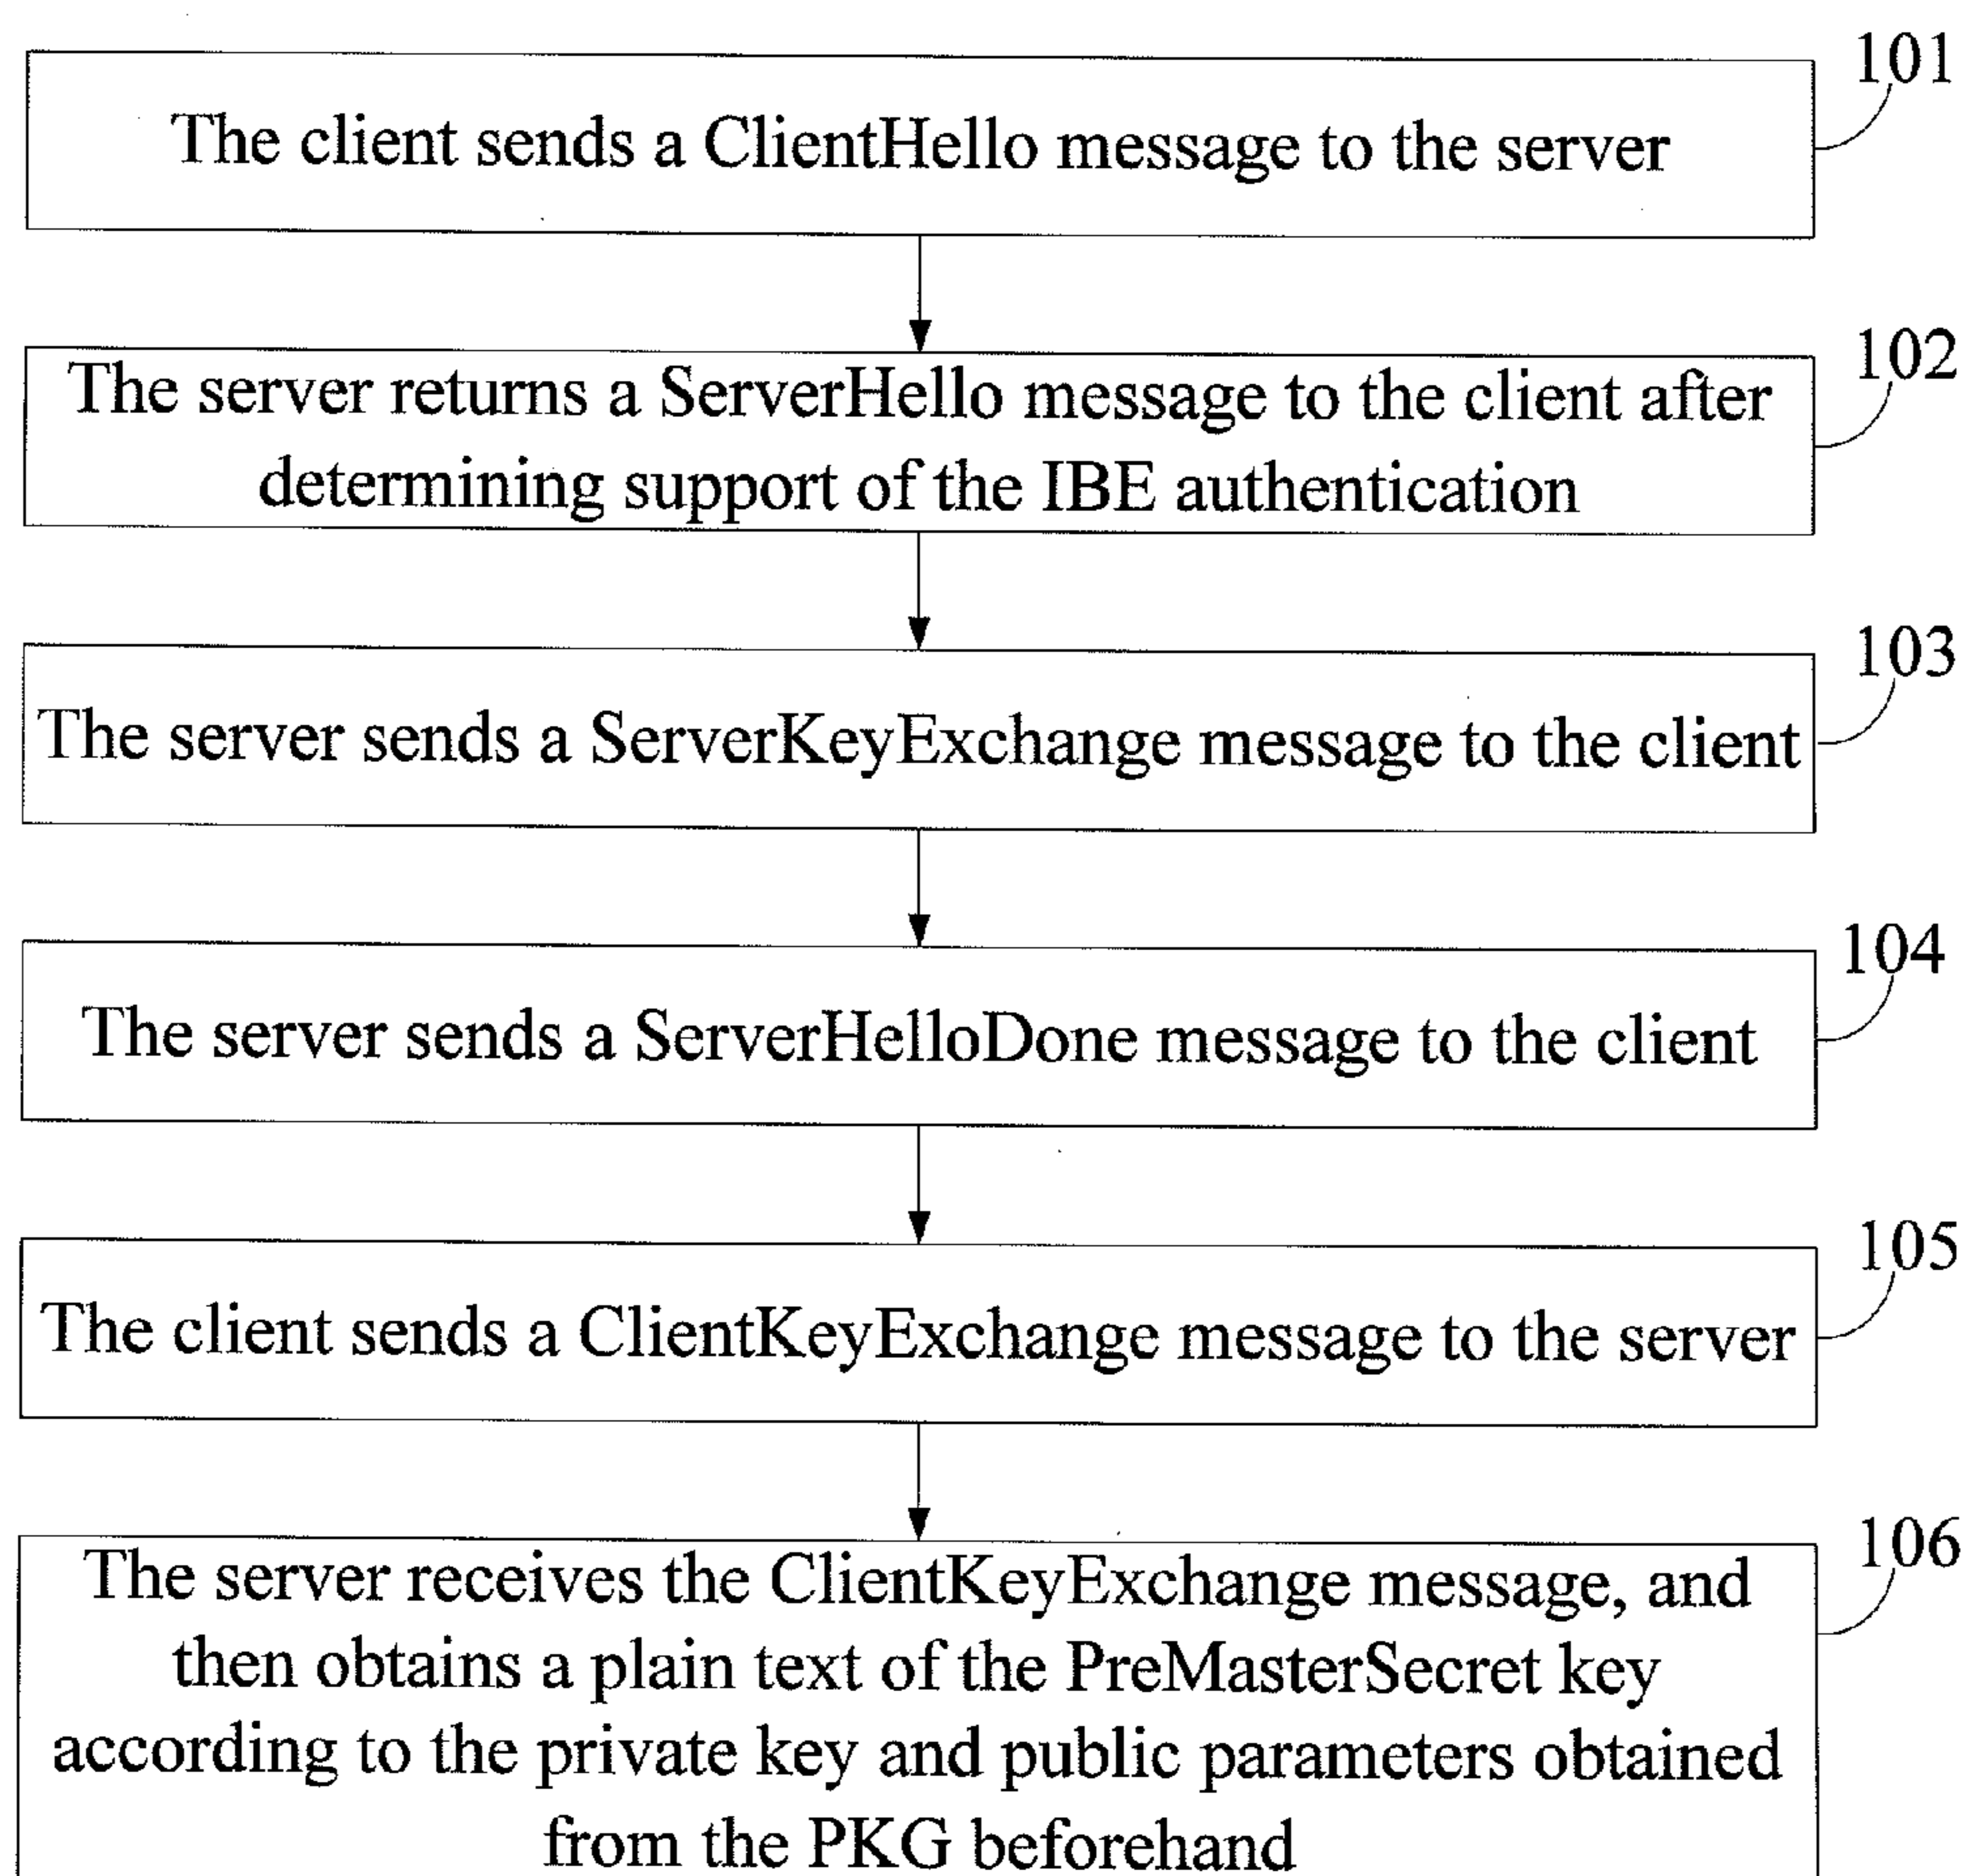 101
The client sends a ClientHello message to the server
102
The server returns a ServerHello message to the client after
determining support of the IBE authentication
103
The server sends a ServerKeyExchange message to the client
104
The server sends a ServerHelloDone message to the client
105
The client sends a ClientKeyExchange message to the server
106
The server receives the ClientKeyExchange message, and
then obtains a plain text of the PreMasterSecret key
according to the private key and public parameters obtained
from the PKG beforehand